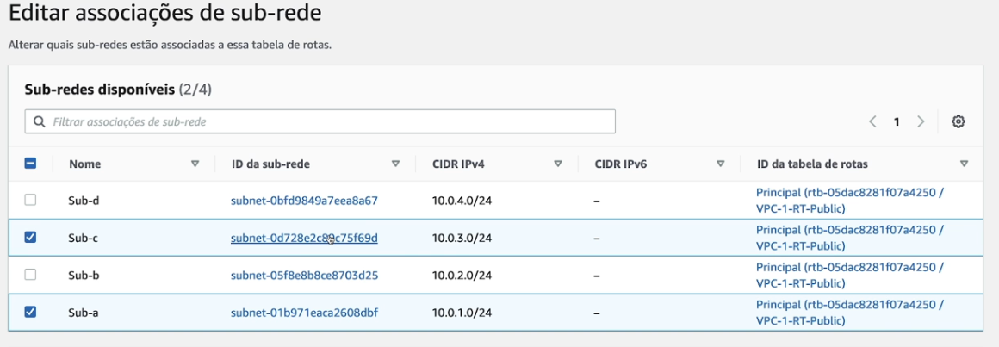 Editar associações de sub-rede
Alterar quais sub-redes estão associadas a essa tabela de rotas.
Sub-redes disponíveis (2/4)
Filtrar associações de sub-rede
1
Nome ID da sub-rede CIDR IPv4 CIDR IPv6 ID da tabela de rotas
Sub-d subnet-0bfd9849a7eea8a67 10.0.4.0/24 – Principal (rtb-05dac8281f07a4250 /
VPC-1-RT-Public)
Sub-c 10.0.3.0/24 – Principal (rtb-05dac8281f07a4250 /
VPC-1-RT-Public)
Sub-b subnet-05f8e8b8ce8703d25 10.0.2.0/24 – Principal (rtb-05dac8281f07a4250 /
VPC-1-RT-Public)
Sub-a subnet-01b971eaca2608dbf 10.0.1.0/24 – Principal (rtb-05dac8281f07a4250 /
VPC-1-RT-Public)